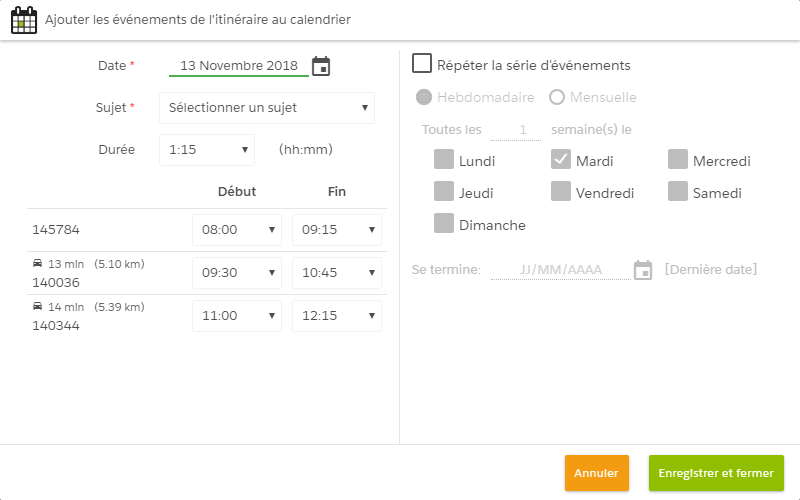 Ajouter les événements de l'itinéraire au calendrier
Date * 13 Novembre 2018
Sujet * Sélectionner un sujet
Durée 1:15 (hh:mm)
Début Fin
145784 08:00 09:15
13 min (5.10 km)
140036 09:30 10:45
14 min (5.39 km)
140344 11:00 12:15
Répéter la série d'événements
Hebdomadaire Mensuelle
Toutes les 1 semaine(s) le
Lundi Mardi Mercredi
Jeudi Vendredi Samedi
Dimanche
Se termine: JJ/MM/AAAA [Dernière date]
Annuler Enregistrer et fermer